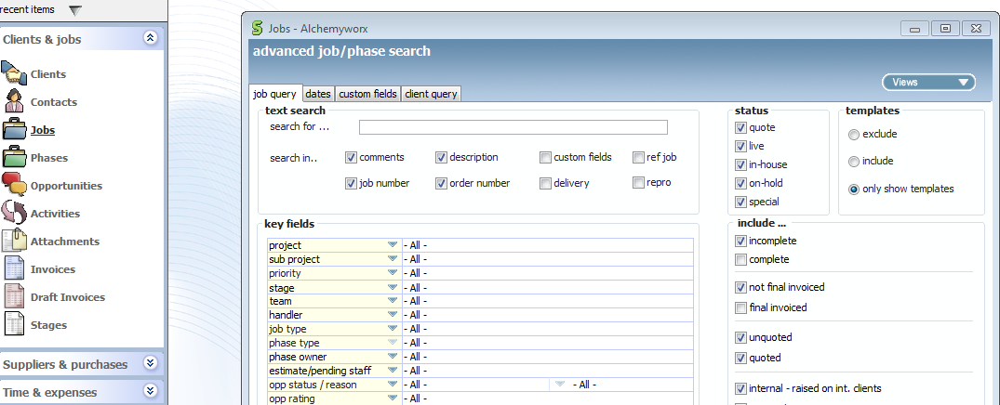 recent items
Clients & jobs
Clients
Contacts
Jobs
Phases
Opportunities
Activities
Attachments
Invoices
Draft Invoices
Stages
Suppliers & purchases
Time & expenses
Jobs - Alchemyworx
advanced job/phase search
Views
job query dates custom fields client query
text search
search for ...
search in..
comments description custom fields ref job
job number order number delivery repro
status
quote
live
in-house
on-hold
special
templates
exclude
include
only show templates
key fields
project - All -
sub project - All -
priority - All -
stage - All -
team - All -
handler - All -
job type - All -
phase type - All -
phase owner - All -
estimate/pending staff - All -
opp status / reason - All - - All -
opp rating - All -
include ...
incomplete
complete
not final invoiced
final invoiced
unquoted
quoted
internal - raised on int. clients